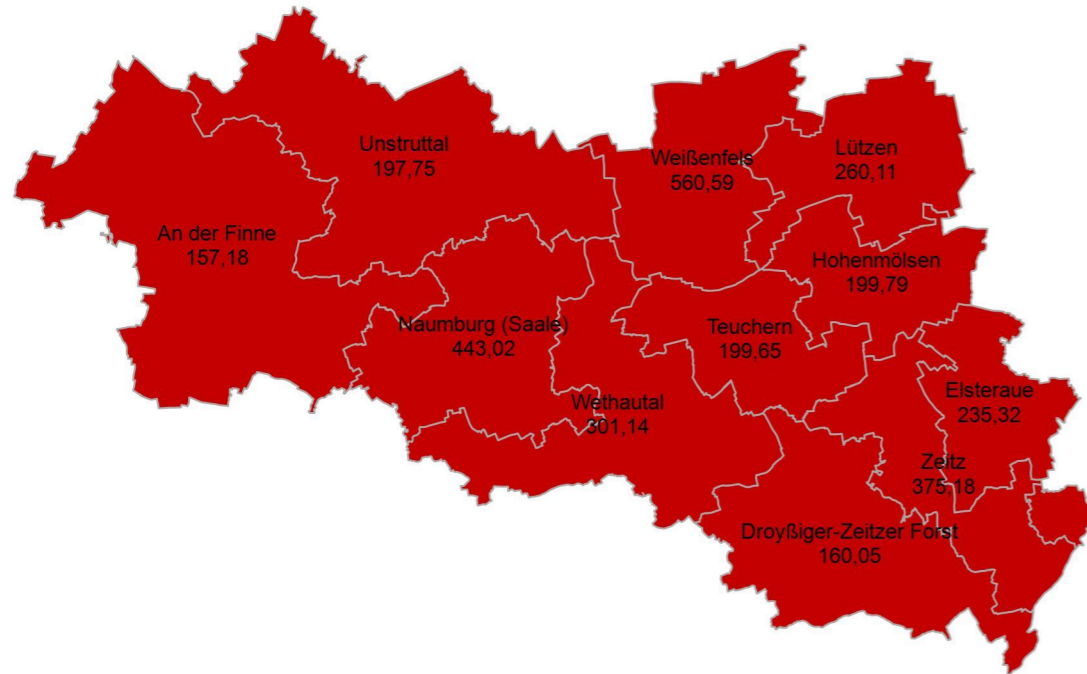 Unstruttal
197,75
Weißenfels
560,59
Lützen
260,11
An der Finne
157,18
Hohenmölsen
199,79
Naumburg (Saale)
443,02
Teuchern
199,65
Wethautal
301,14
Elsteraue
235,32
Zeitz
375,18
Droyßiger-Zeitzer Forst
160,05